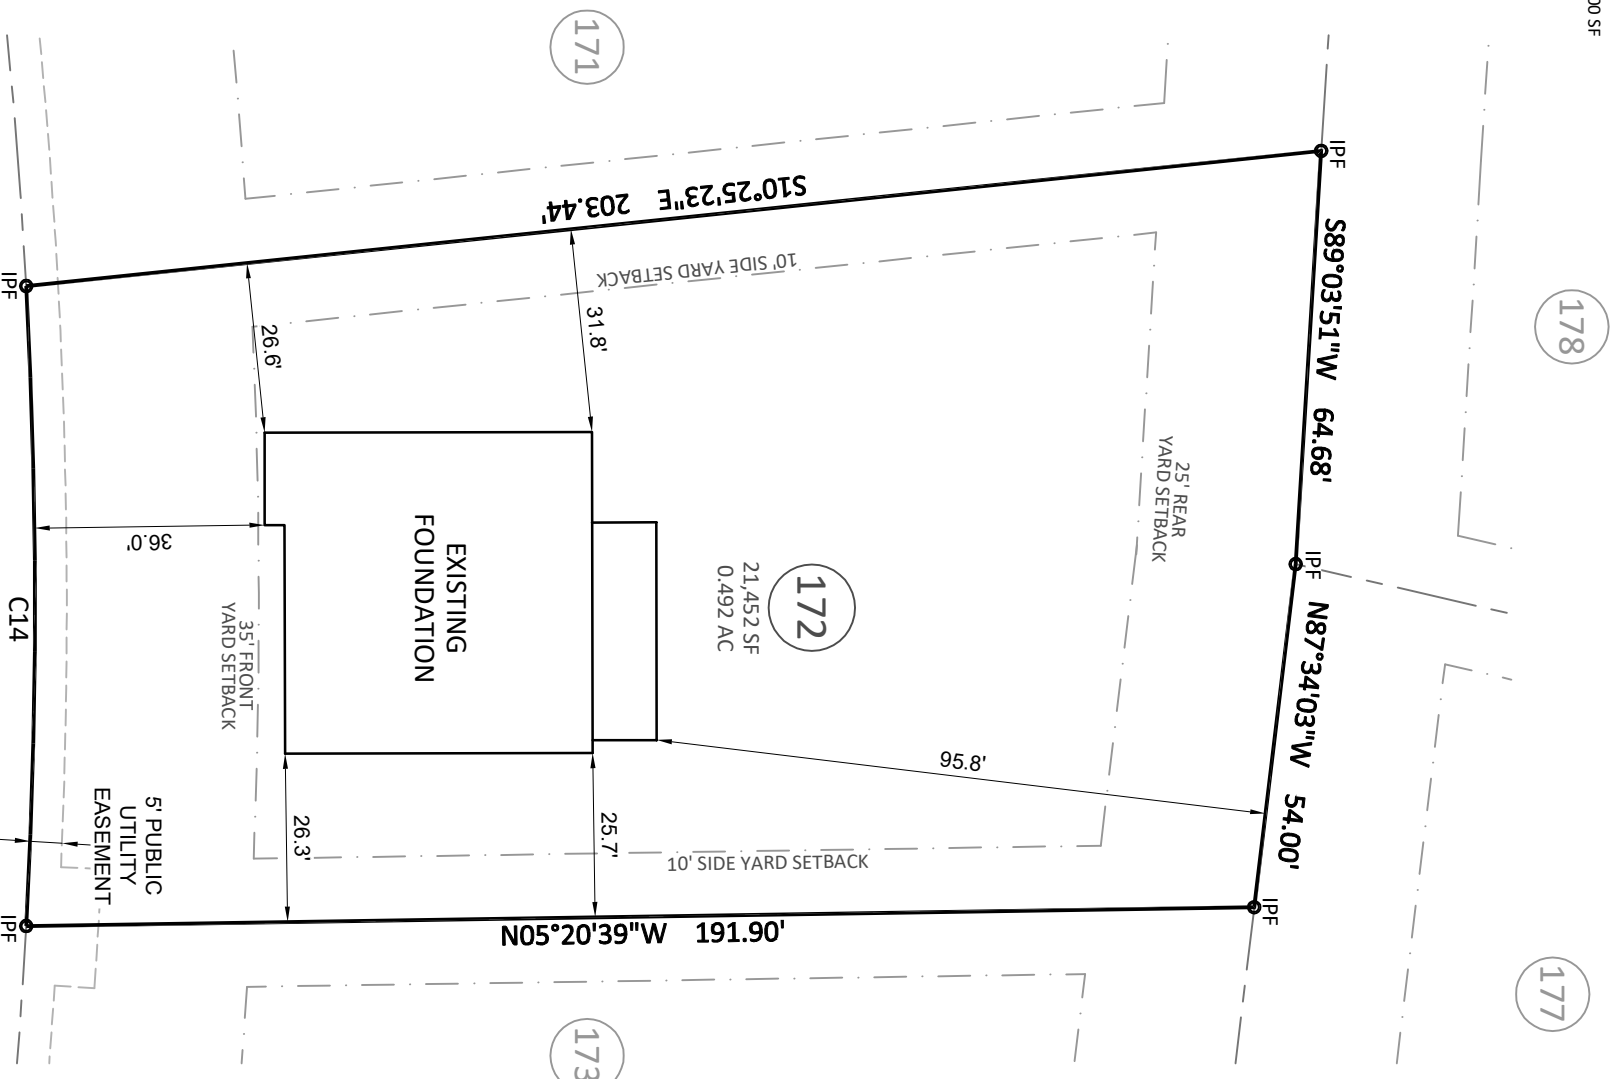 00 SF
171
178
IPF
S10°25'23"E 203.44'
S89°03'51"W 64.68'
10' SIDE YARD SETBACK
IPF
26.6'
31.8'
25' REAR
YARD SETBACK
36.0'
EXISTING
FOUNDATION
172
21,452 SF
0.492 AC
IPF
N87°34'03"W 54.00'
C14
35' FRONT
YARD SETBACK
95.8'
5' PUBLIC
UTILITY
EASEMENT
26.3'
25.7'
10' SIDE YARD SETBACK
IPF
IPF
N05°20'39"W 191.90'
177
173